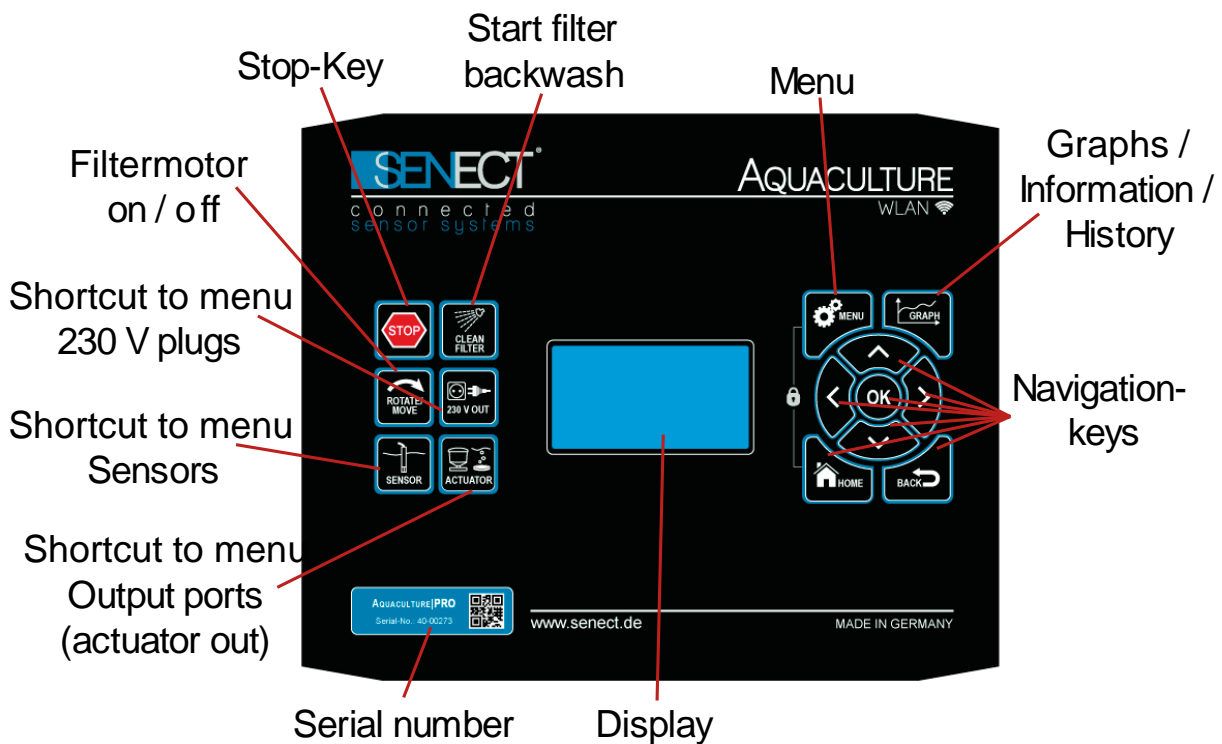 Start filter
backwash
Stop-Key
Menu
Graphs /
Information /
History
Filtermotor
on / off
Shortcut to menu
230 V plugs
Shortcut to menu
Sensors
Shortcut to menu
Output ports
(actuator out)
SENECT®
connected
sensor systems
AQUACULTURE
WLAN
STOP
CLEAN
FILTER
ROTATE/
MOVE
230 V OUT
SENSOR
ACTUATOR
MENU
GRAPH
OK
HOME
BACK
Navigation-
keys
AQUACULTURE|PRO
Serial-No.: 40-00273
www.senect.de
MADE IN GERMANY
Serial number
Display